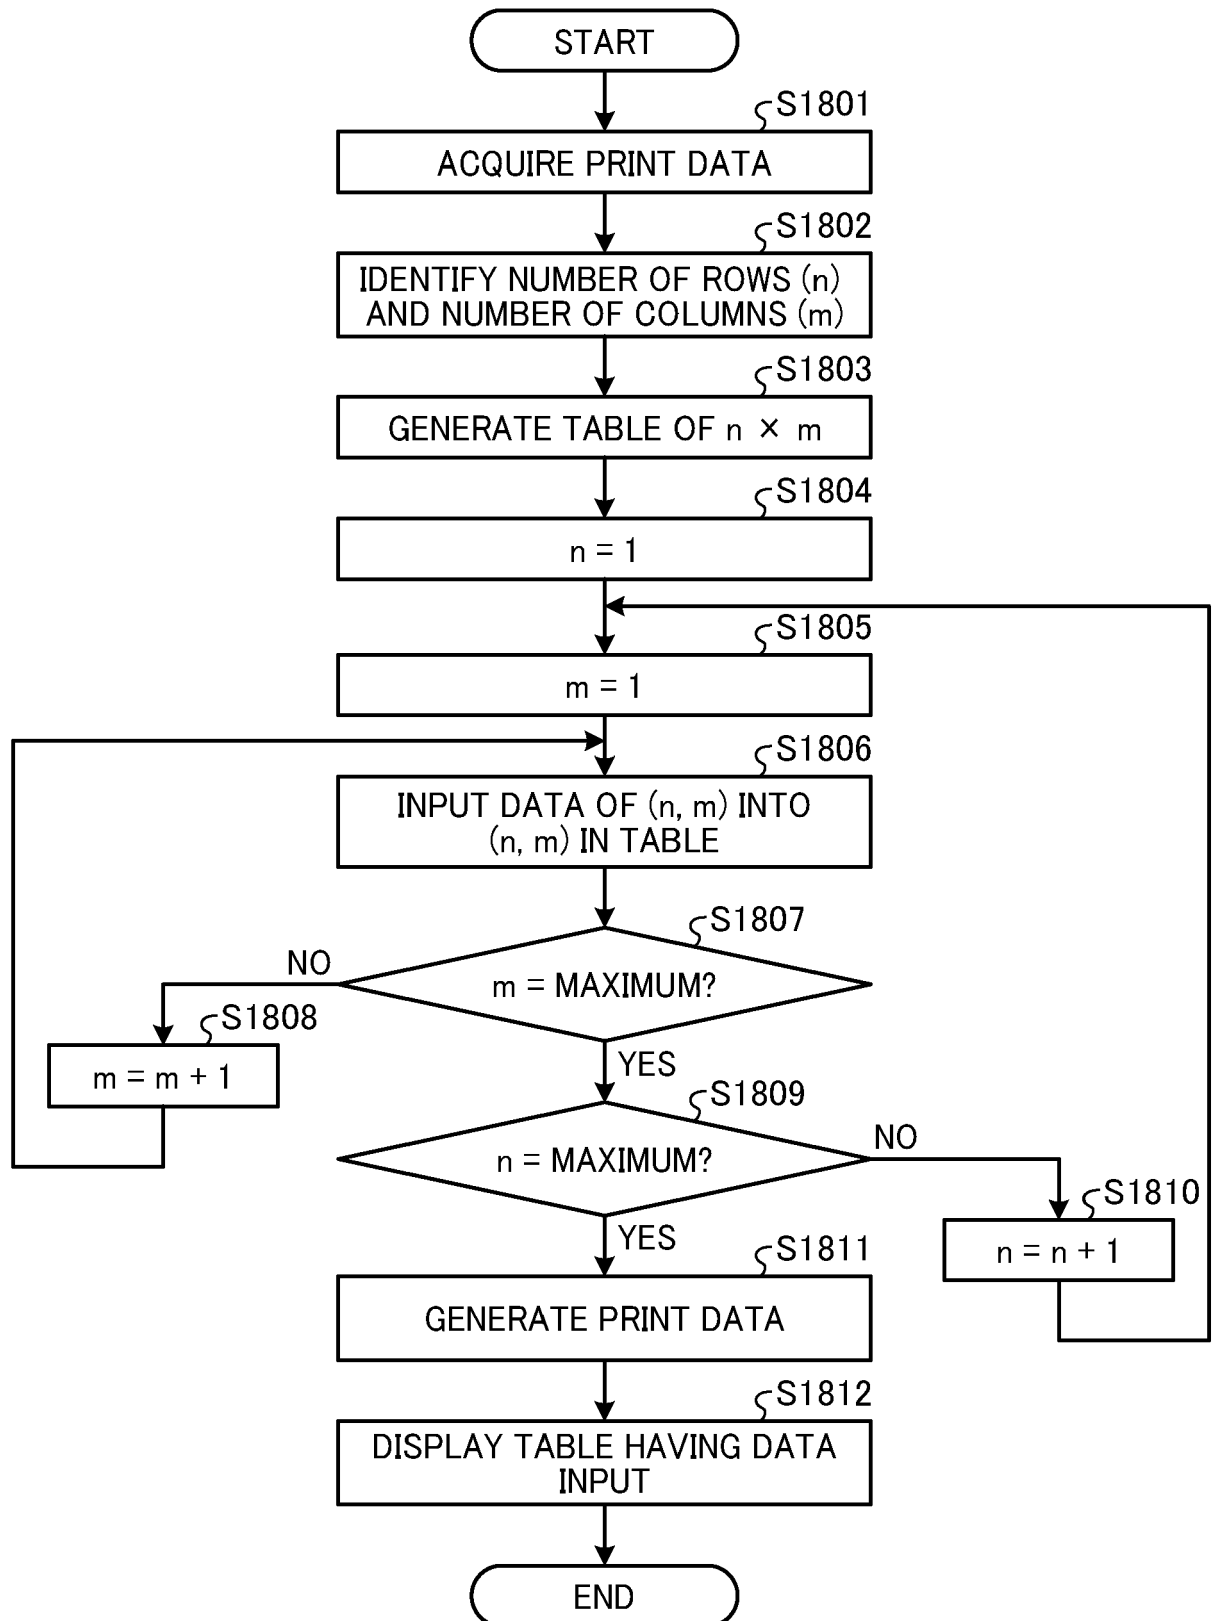 START
S1801
ACQUIRE PRINT DATA
S1802
IDENTIFY NUMBER OF ROWS (n)
AND NUMBER OF COLUMNS (m)
S1803
GENERATE TABLE OF n × m
S1804
n = 1
S1805
m = 1
S1806
INPUT DATA OF (n, m) INTO
(n, m) IN TABLE
S1807
m = MAXIMUM?
NO
S1808
m = m + 1
YES
S1809
n = MAXIMUM?
NO
S1810
n = n + 1
YES
S1811
GENERATE PRINT DATA
S1812
DISPLAY TABLE HAVING DATA
INPUT
END